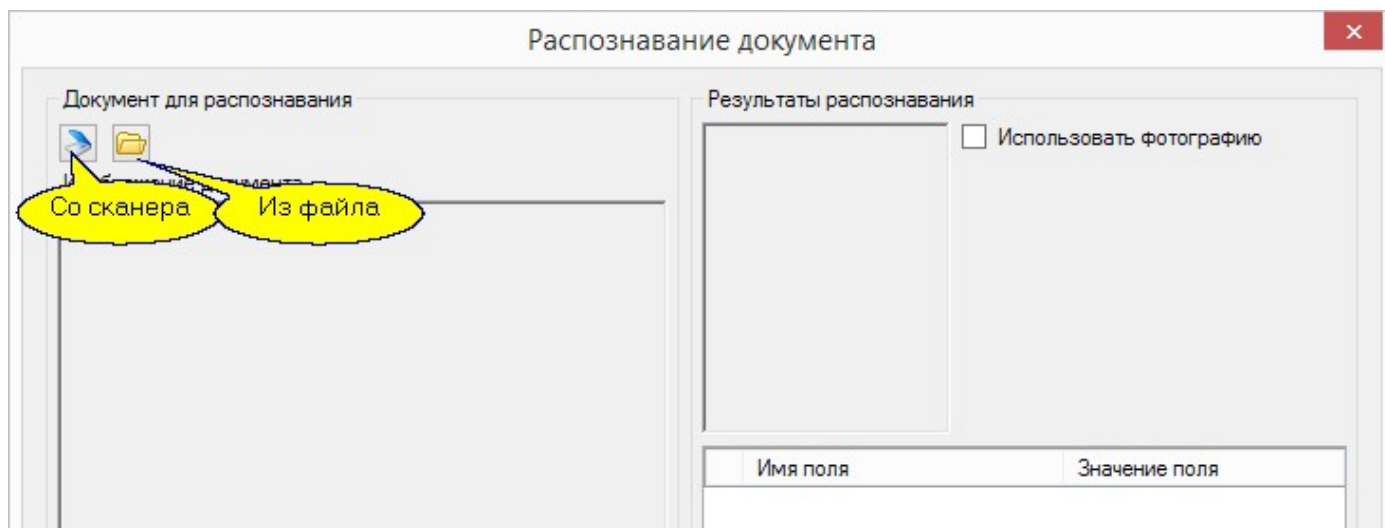 Распознавание документа
Документ для распознавания
Со сканера
Из файла
Результаты распознавания
Использовать фотографию
Имя поля
Значение поля